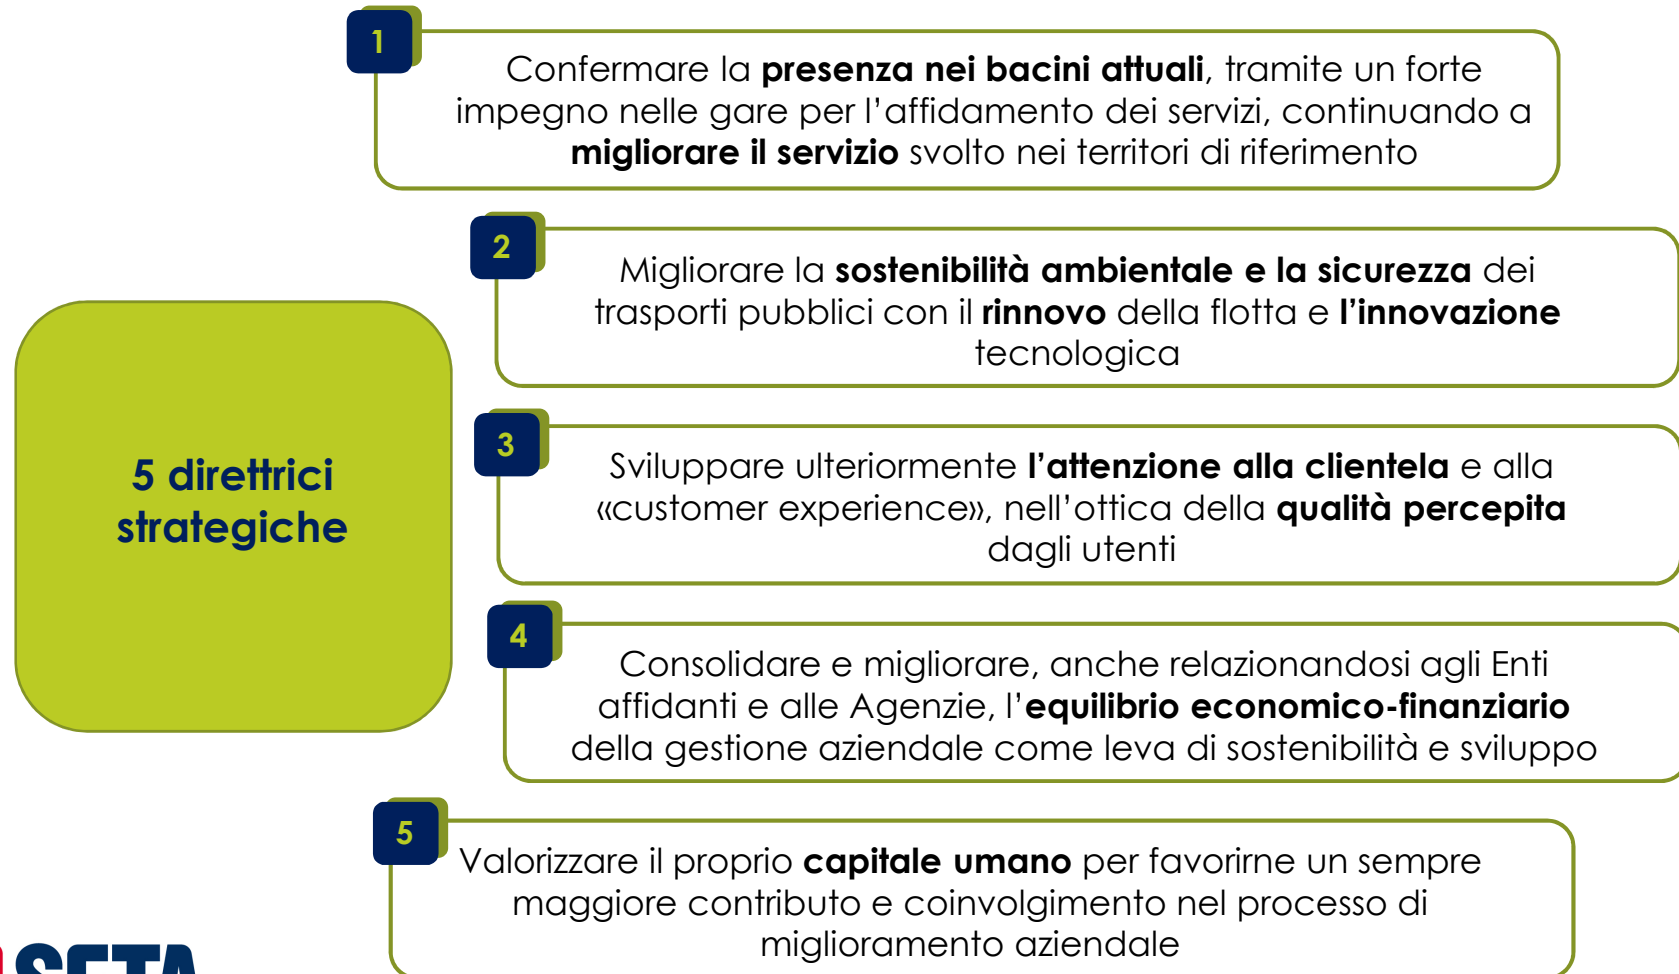 1
Confermare la presenza nei bacini attuali, tramite un forte
impegno nelle gare per l’affidamento dei servizi, continuando a
migliorare il servizio svolto nei territori di riferimento
2
Migliorare la sostenibilità ambientale e la sicurezza dei
trasporti pubblici con il rinnovo della flotta e l’innovazione
tecnologica
5 direttrici
strategiche
3
Sviluppare ulteriormente l’attenzione alla clientela e alla
«customer experience», nell’ottica della qualità percepita
dagli utenti
4
Consolidare e migliorare, anche relazionandosi agli Enti
affidanti e alle Agenzie, l’equilibrio economico-finanziario
della gestione aziendale come leva di sostenibilità e sviluppo
5
Valorizzare il proprio capitale umano per favorirne un sempre
maggiore contributo e coinvolgimento nel processo di
miglioramento aziendale
SETA